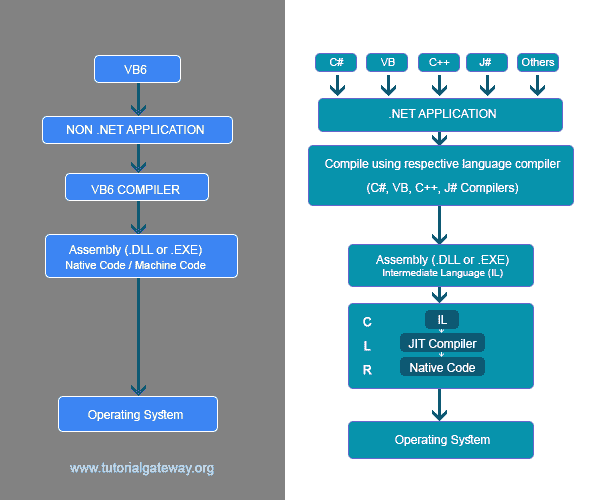 VB6
NON .NET APPLICATION
VB6 COMPILER
Assembly (.DLL or .EXE)
Native Code / Machine Code
Operating System
www.tutorialgateway.org
C#
VB
C++
J#
Others
.NET APPLICATION
Compile using respective language compiler
(C#, VB, C++, J# Compilers)
Assembly (.DLL or .EXE)
Intermediate Language (IL)
C
IL
L
JIT Compiler
R
Native Code
Operating System